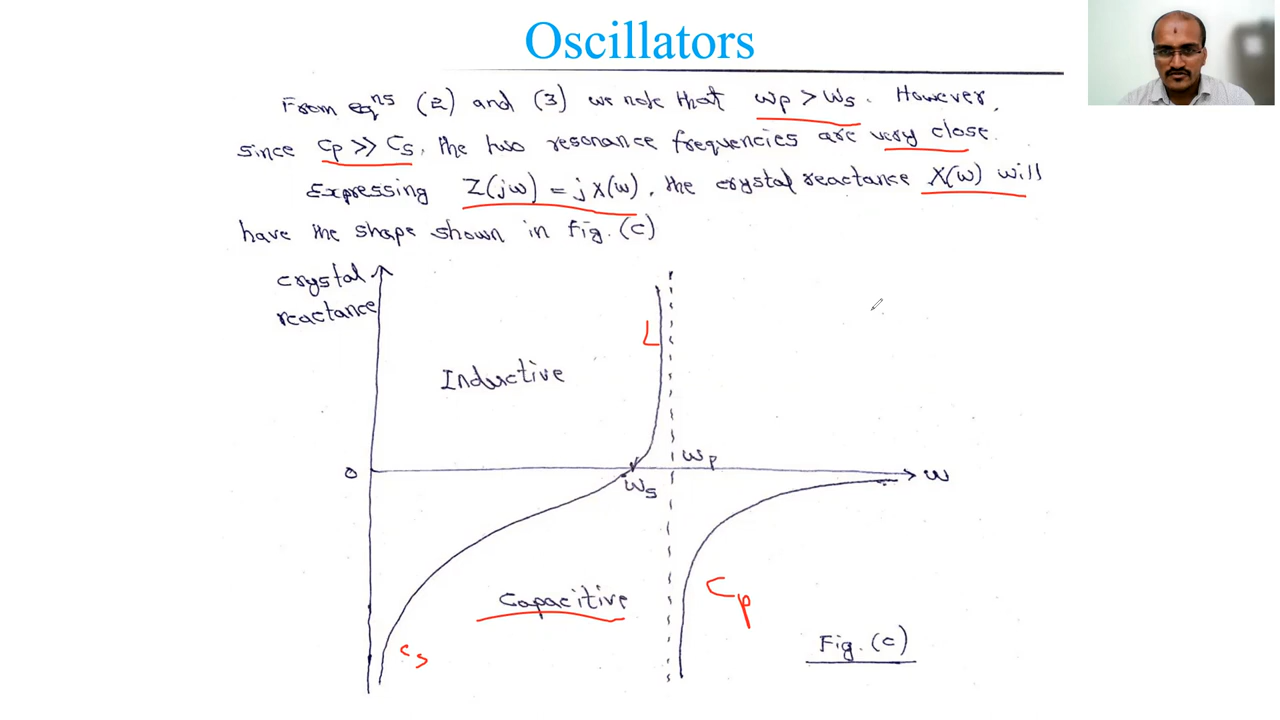 Oscillators
From eqns (2) and (3) we note that ωp > ωs. However,
since Cp >> Cs, the two resonance frequencies are very close.
Expressing Z(jω) = j X(ω), the crystal reactance X(ω) will
have the shape shown in Fig. (c)
crystal
reactance
L
Inductive
0
ωs
ωp
ω
Capacitive
Cp
Cs
Fig. (c)